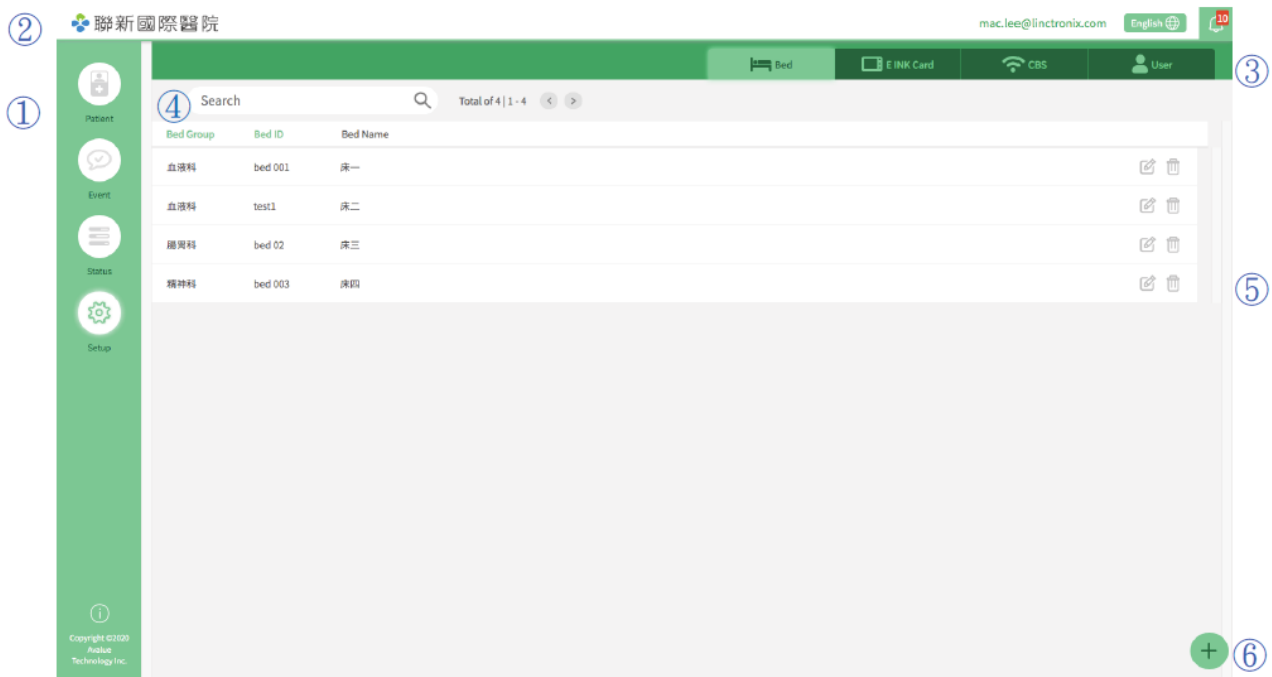 ②
聯新國際醫院
mac.lee@linctronix.com
English
10
Bed
E INK Card
CBS
User
③
①
Patient
④
Search
Total of 4 | 1 - 4
<
>
Bed Group Bed ID Bed Name
血液科 bed 001 床一
Event
血液科 test1 床二
腸胃科 bed 02 床三
Status
精神科 bed 003 床四
⑤
Setup
Copyright ©2020
Avalue
Technology Inc.
+
⑥